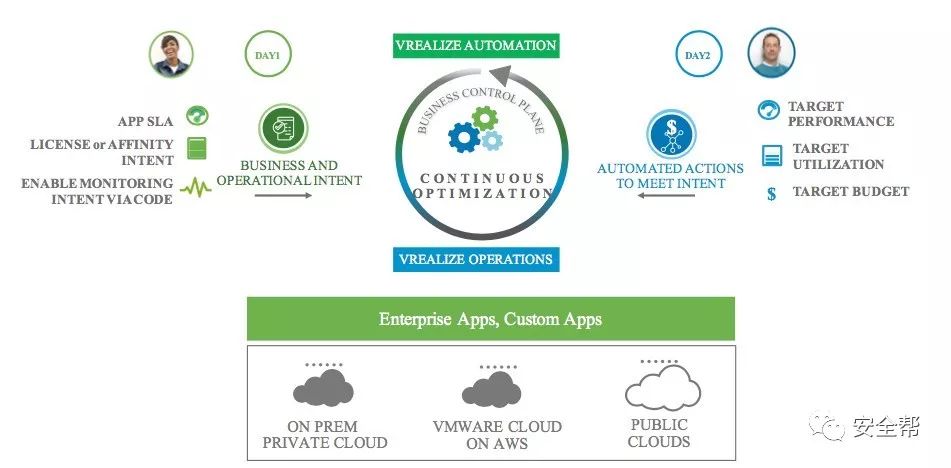 VREALIZE AUTOMATION
DAY1
DAY2
BUSINESS CONTROL PLANE
APP SLA
LICENSE or AFFINITY
INTENT
ENABLE MONITORING
INTENT VIA CODE
BUSINESS AND
OPERATIONAL INTENT
CONTINUOUS
OPTIMIZATION
AUTOMATED ACTIONS
TO MEET INTENT
TARGET
PERFORMANCE
TARGET
UTILIZATION
$ TARGET BUDGET
VREALIZE OPERATIONS
Enterprise Apps, Custom Apps
ON PREM
PRIVATE CLOUD
VMWARE CLOUD
ON AWS
PUBLIC
CLOUDS
安全帮